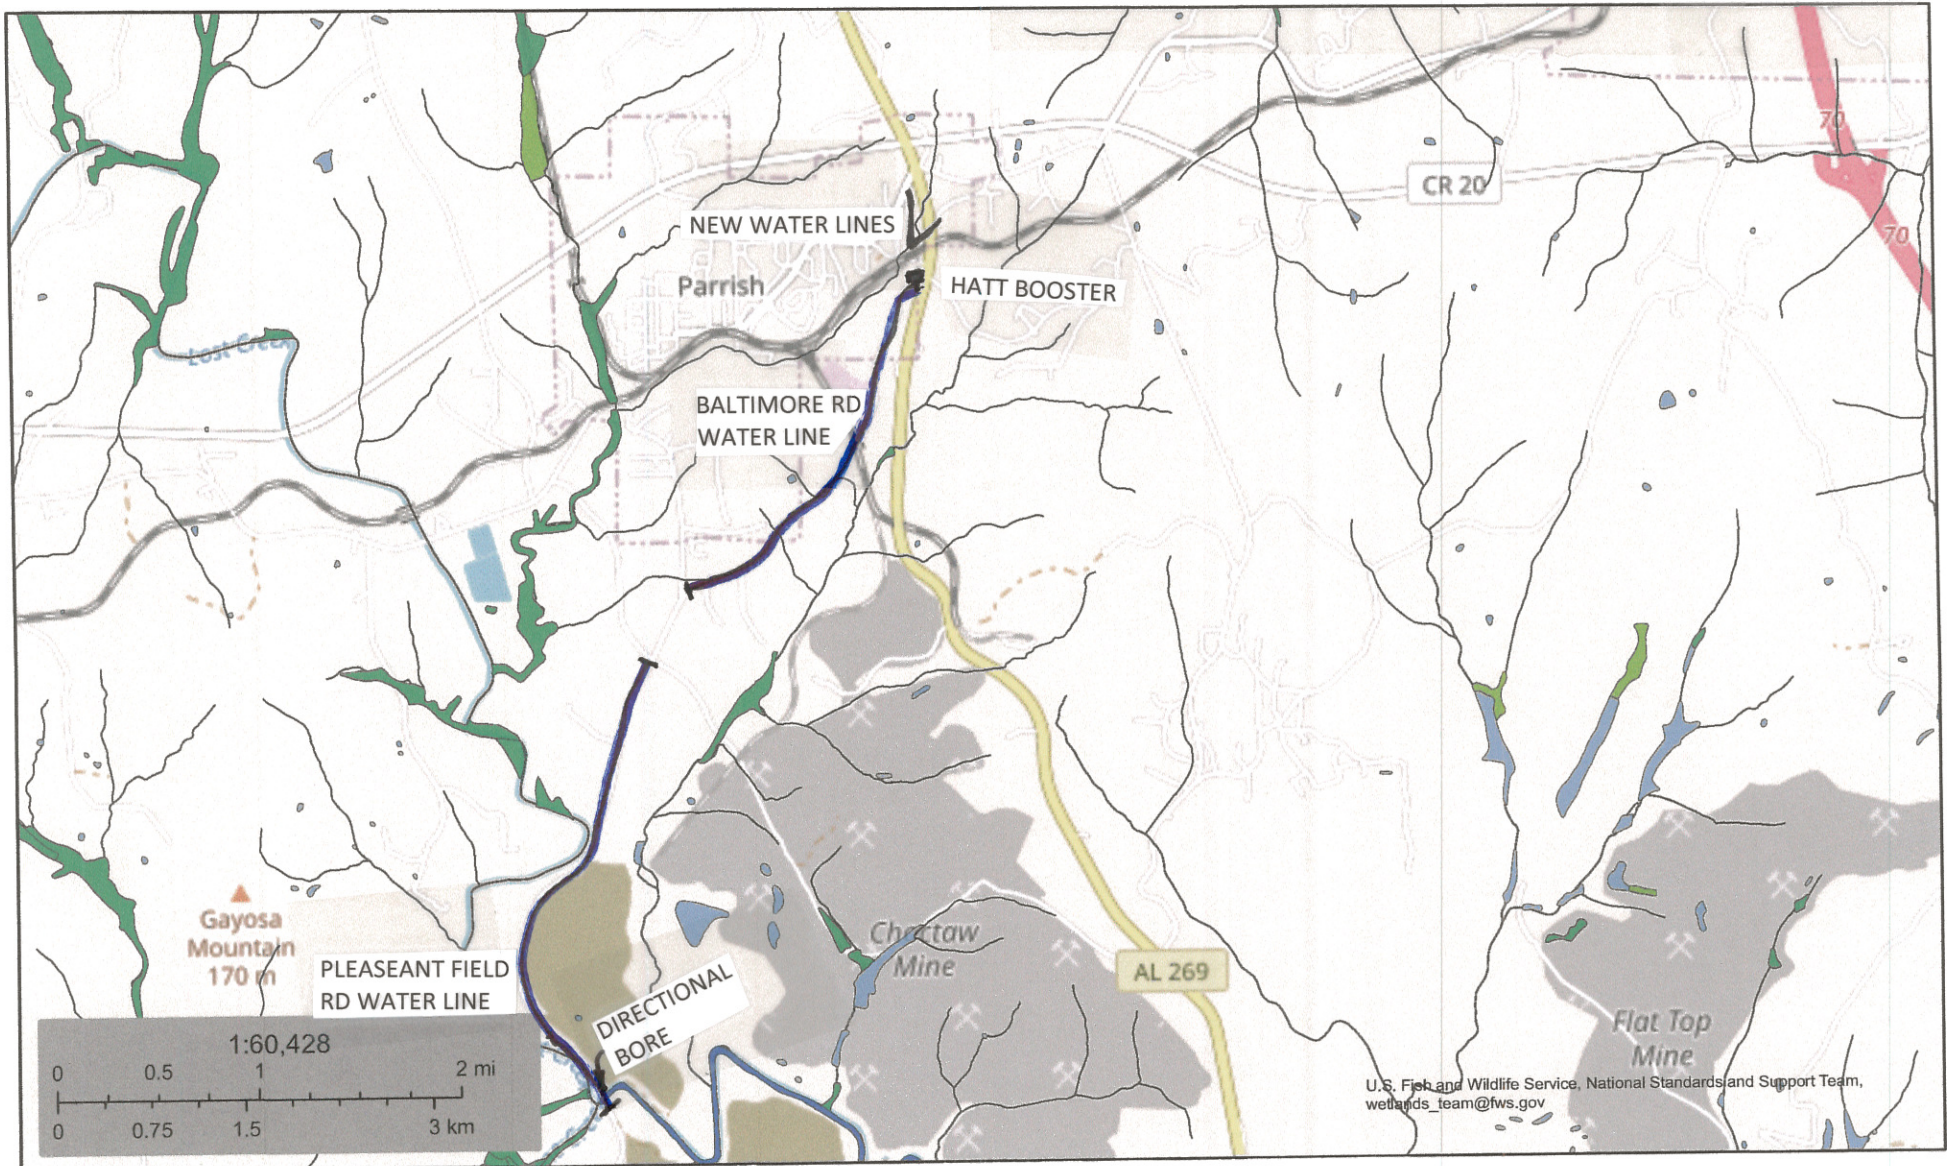 70
CR 20
70
NEW WATER LINES
Parrish
HATT BOOSTER
Lost Creek
BALTIMORE RD
WATER LINE
Gayosa
Mountain
170 m
Choctaw
Mine
PLEASEANT FIELD
RD WATER LINE
AL 269
DIRECTIONAL
BORE
Flat Top
Mine
1:60,428
0 0.5 1 2 mi
0 0.75 1.5 3 km
U.S. Fish and Wildlife Service, National Standards and Support Team,
wetlands_team@fws.gov